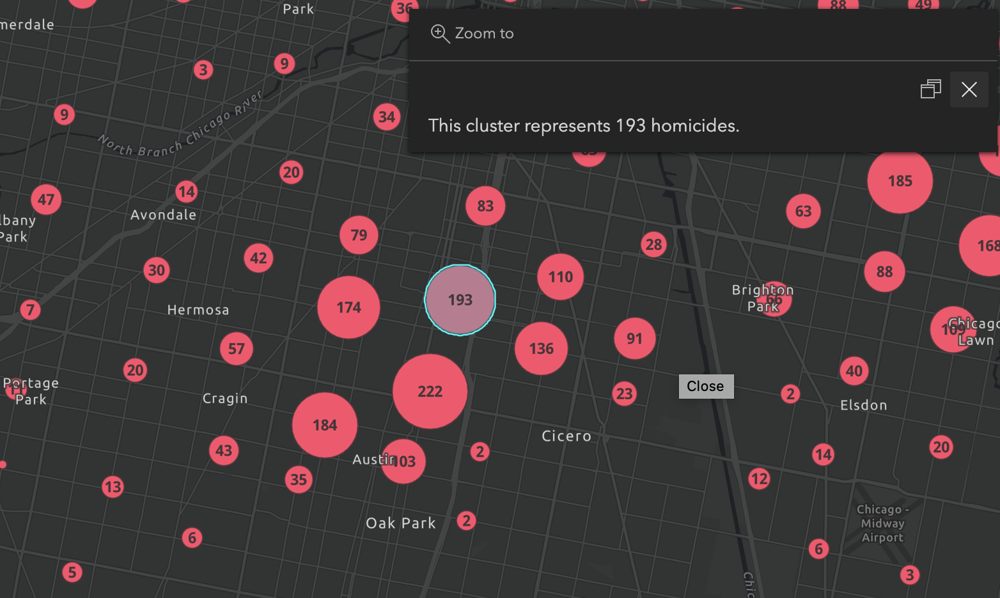 Park
36
88
49
merdale
Zoom to
3
9
9
34
North Branch Chicago River
This cluster represents 193 homicides.
20
185
14
47
83
63
Avondale
lbany
Park
79
28
168
42
30
110
88
193
Brighton
Park
66
174
7
Hermosa
109
Chicago
Lawn
91
57
136
20
40
Portage
Park
11
222
Close
23
2
Cragin
Elsdon
184
Cicero
43
2
20
14
Austin
103
35
12
13
Chicago -
Midway
Airport
Oak Park
2
6
6
5
3
Chic